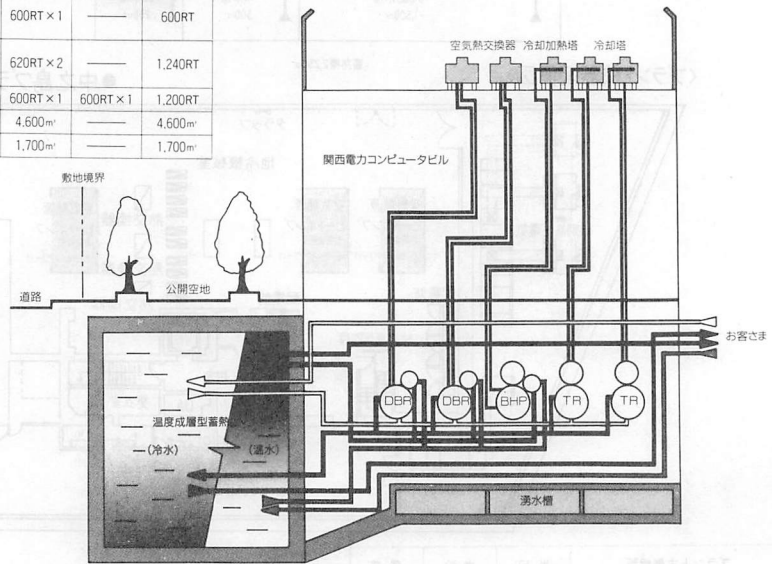 600RT×1 —— 600RT
620RT×2 —— 1,240RT
600RT×1 600RT×1 1,200RT
4,600㎥ —— 4,600㎥
1,700㎥ —— 1,700㎥
空気熱交換器 冷却加熱塔 冷却塔
関西電力コンピュータビル
敷地境界
道路
公開空地
お客さま
DBR
DBR
BHP
TR
TR
温度成層型蓄熱
(冷水)
(温水)
湧水槽